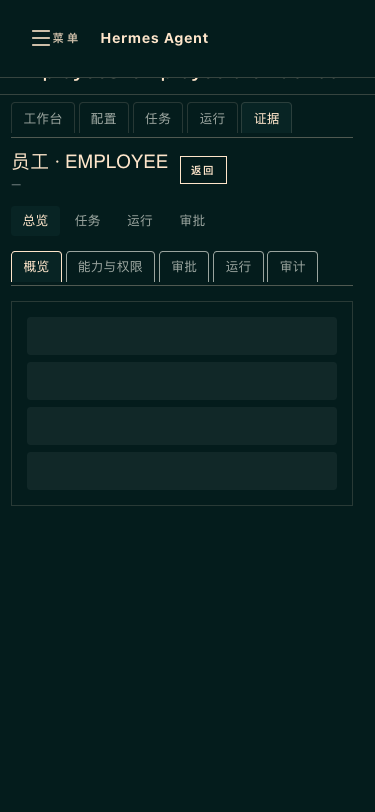 菜单 Hermes Agent
工作台 配置 任务 运行 证据
员工 · EMPLOYEE 返回
—
总览 任务 运行 审批
概览 能力与权限 审批 运行 审计